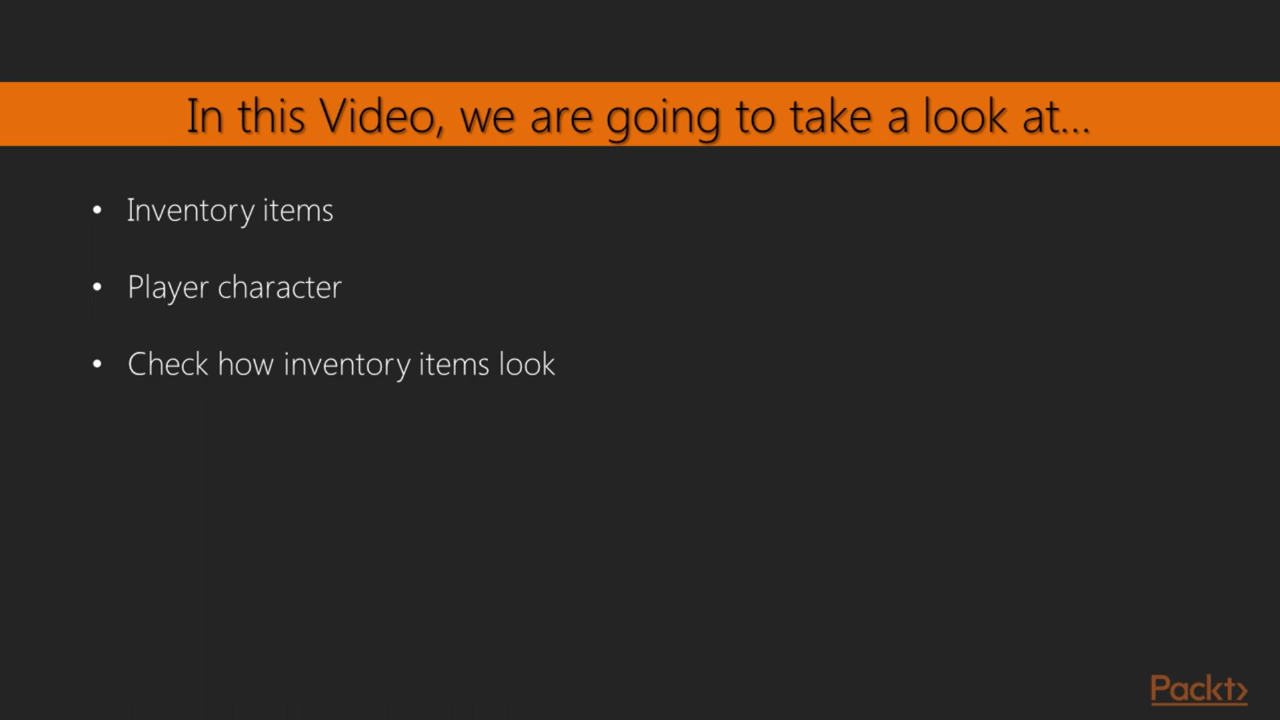 In this Video, we are going to take a look at...
• Inventory items
• Player character
• Check how inventory items look
Packt>